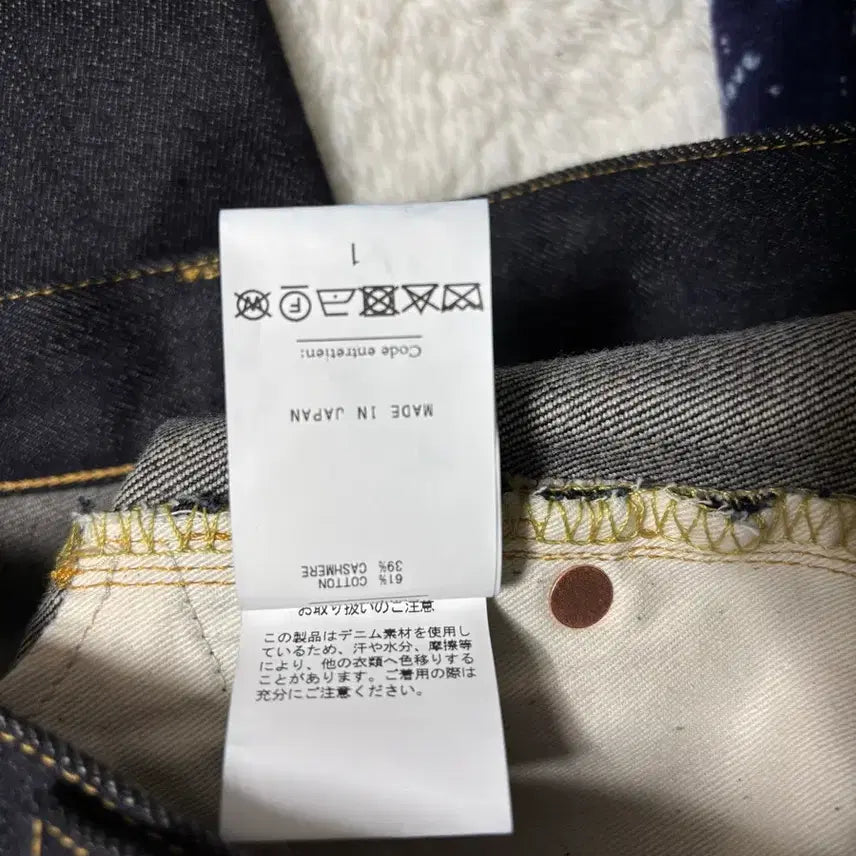 61% COTTON
39% CASHMERE
MADE IN JAPAN
Code entretien:
1
お取り扱いのご注意
この製品はデニム素材を使用し
ているため、汗や水分、摩擦等
により、他の衣類へ色移りする
ことがあります。ご着用の際は
充分にご注意ください。